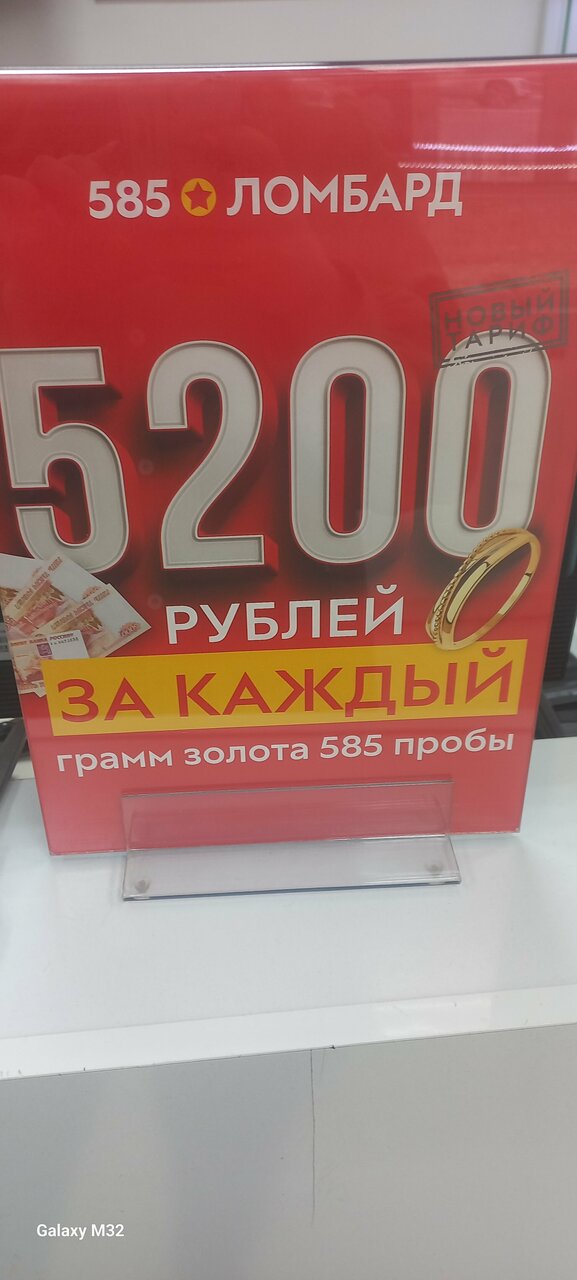 585 ЛОМБАРД
НОВЫЙ
ТАРИФ
5200
РУБЛЕЙ
ЗА КАЖДЫЙ
грамм золота 585 пробы
Galaxy M32